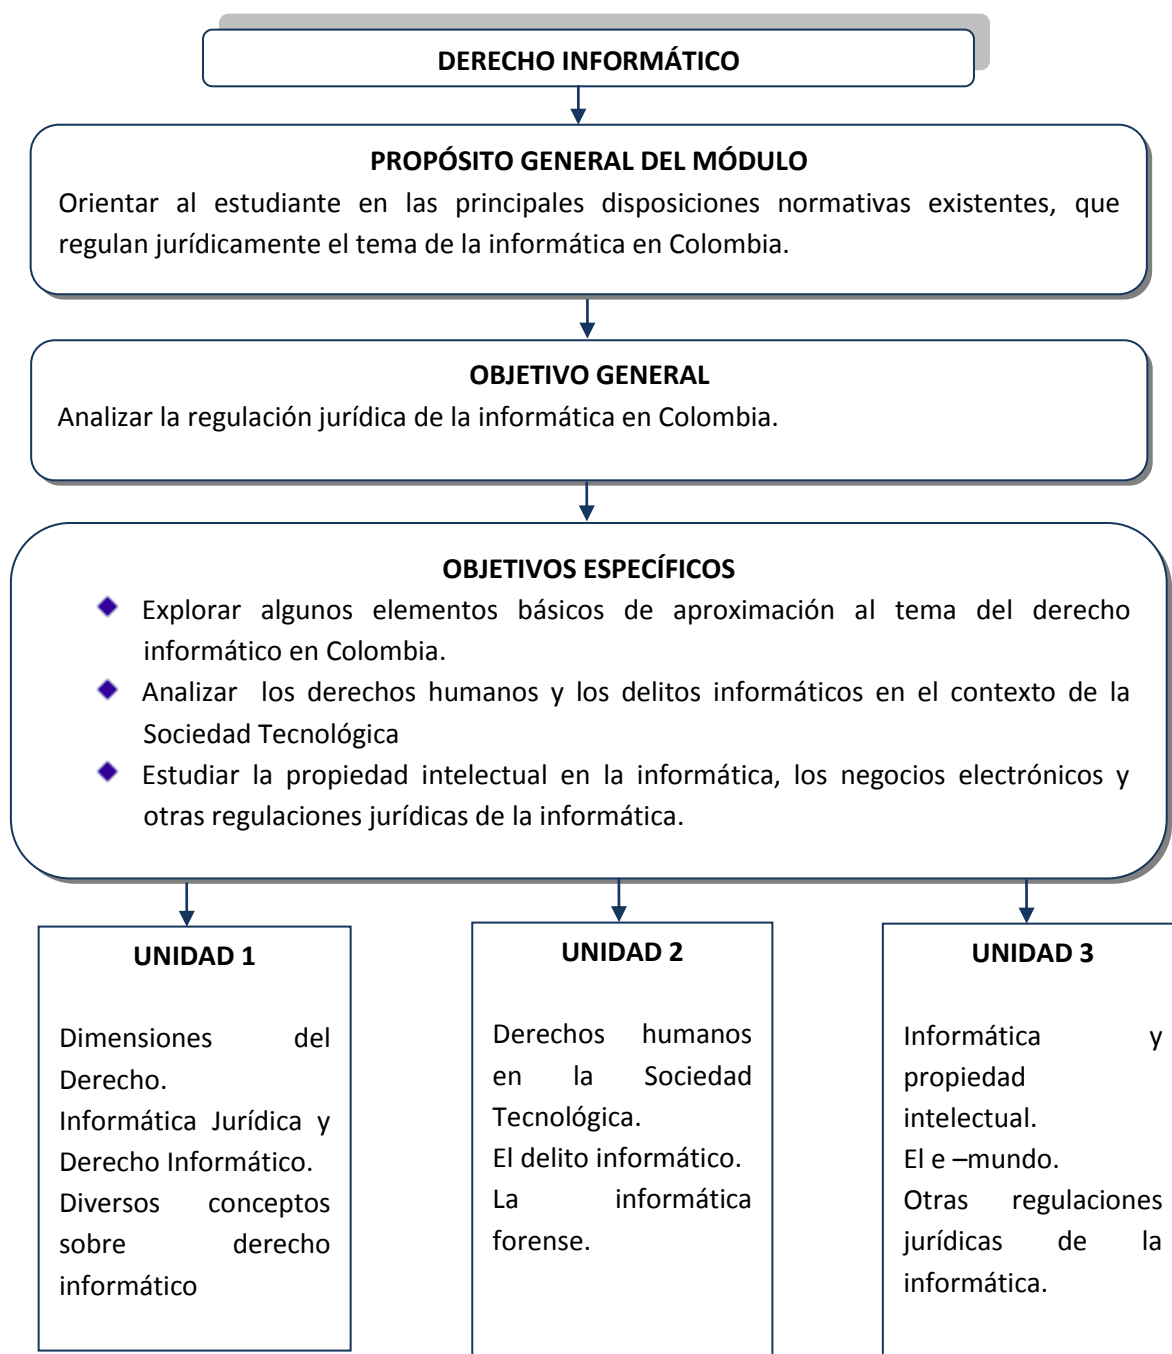 DERECHO INFORMÁTICO
PROPÓSITO GENERAL DEL MÓDULO
Orientar al estudiante en las principales disposiciones normativas existentes, que
regulan jurídicamente el tema de la informática en Colombia.
OBJETIVO GENERAL
Analizar la regulación jurídica de la informática en Colombia.
OBJETIVOS ESPECÍFICOS
Explorar algunos elementos básicos de aproximación al tema del derecho
informático en Colombia.
Analizar los derechos humanos y los delitos informáticos en el contexto de la
Sociedad Tecnológica
Estudiar la propiedad intelectual en la informática, los negocios electrónicos y
otras regulaciones jurídicas de la informática.
UNIDAD 1
Dimensiones del
Derecho.
Informática Jurídica y
Derecho Informático.
Diversos conceptos
sobre derecho
informático
UNIDAD 2
Derechos humanos
en la Sociedad
Tecnológica.
El delito informático.
La informática
forense.
UNIDAD 3
Informática y
propiedad
intelectual.
El e –mundo.
Otras regulaciones
jurídicas de la
informática.